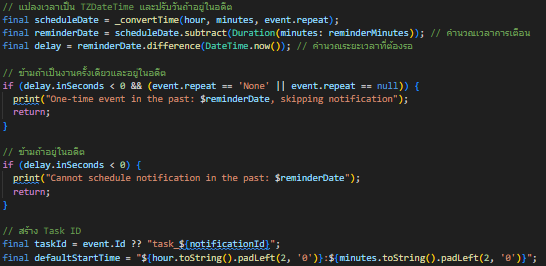 // แปลงเวลาเป็น TZDateTime และปรับวันถ้าอยู่ในอดีต
final scheduleDate = _convertTime(hour, minutes, event.repeat);
final reminderDate = scheduleDate.subtract(Duration(minutes: reminderMinutes)); // คำนวณเวลาการเตือน
final delay = reminderDate.difference(DateTime.now()); // คำนวณระยะเวลาที่ต้องรอ
// ข้ามถ้าเป็นงานครั้งเดียวและอยู่ในอดีต
if (delay.inSeconds < 0 && (event.repeat == 'None' || event.repeat == null)) {
print("One-time event in the past: $reminderDate, skipping notification");
return;
}
// ข้ามถ้าอยู่ในอดีต
if (delay.inSeconds < 0) {
print("Cannot schedule notification in the past: $reminderDate");
return;
}
// สร้าง Task ID
final taskId = event.Id ?? "task_${notificationId}";
final defaultStartTime = "${hour.toString().padLeft(2, '0')}:${minutes.toString().padLeft(2, '0')}";